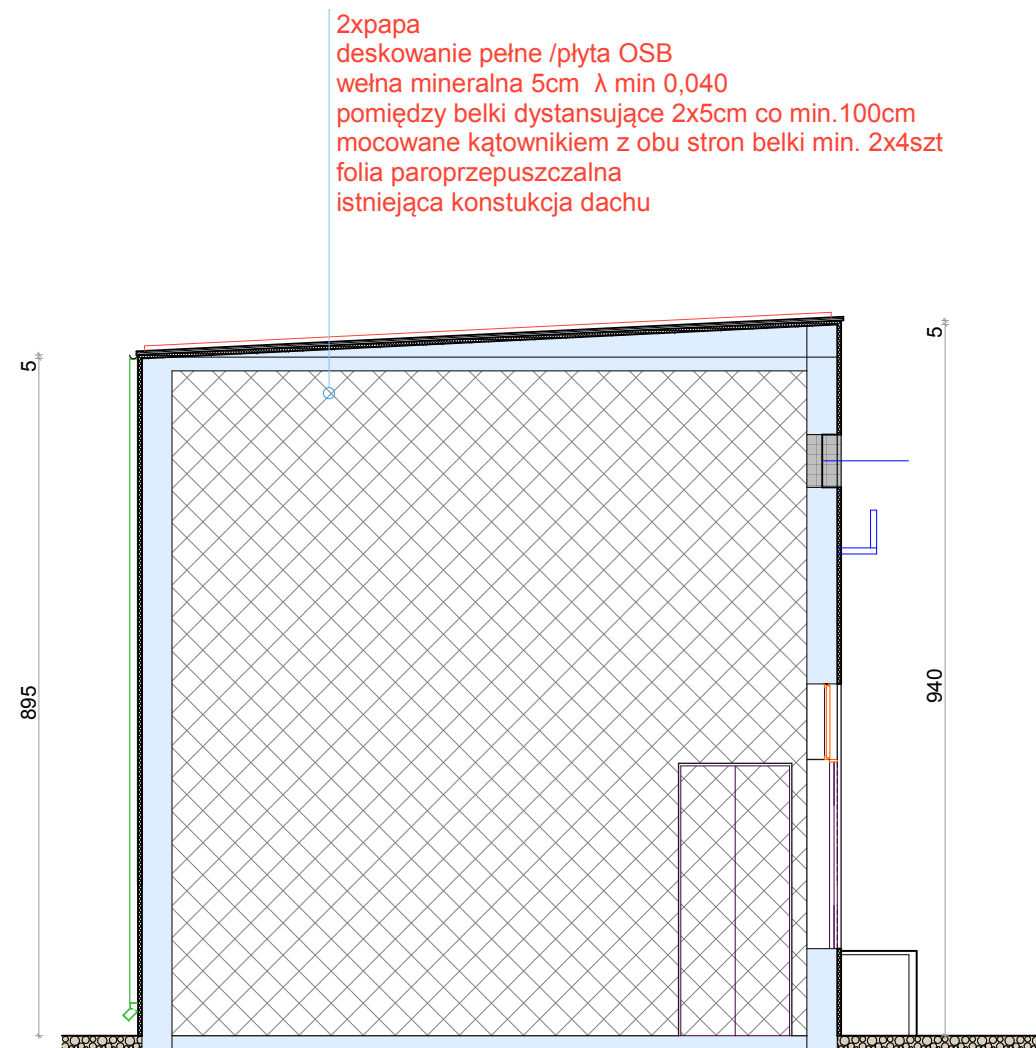 2xpapa
deskowanie pełne /płyta OSB
wełna mineralna 5cm  λ min 0,040
pomiędzy belki dystansujące 2x5cm co min.100cm
mocowane kątownikiem z obu stron belki min. 2x4szt
folia paroprzepuszczalna
istniejąca konstukcja dachu
5
5
895
940